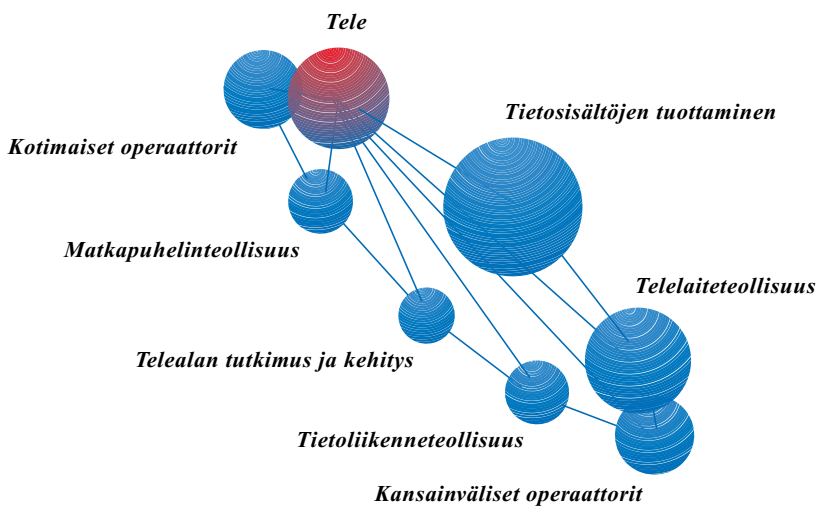 Tele
Tietosisältöjen tuottaminen
Kotimaiset operaattorit
Matkapuhelinteollisuus
Telelaiteteollisuus
Telealan tutkimus ja kehitys
Tietoliikenneteollisuus
Kansainväliset operaattorit